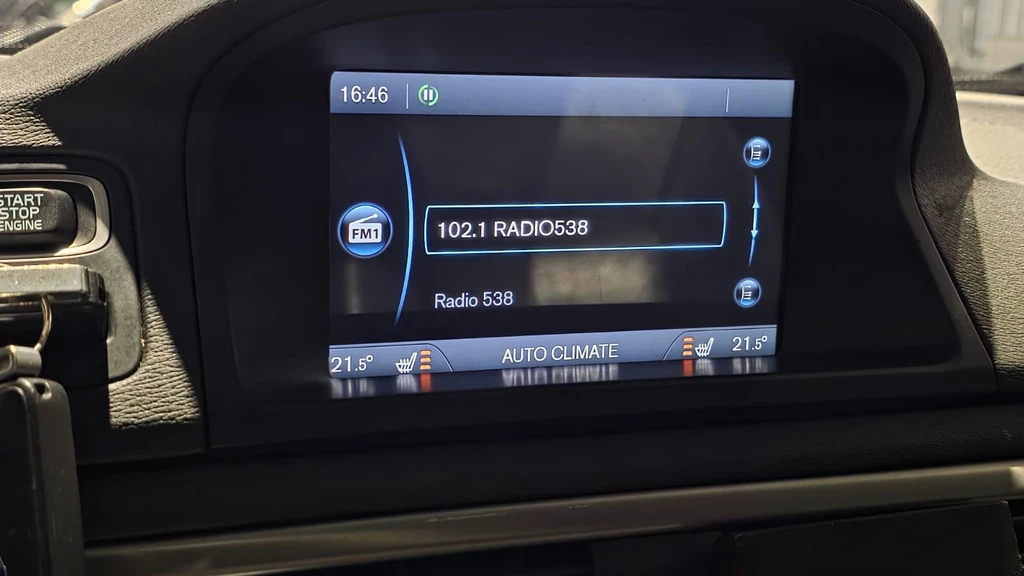 16:46
START
STOP
ENGINE
FM1
102.1 RADIO538
Radio 538
21.5°
AUTO CLIMATE
21.5°